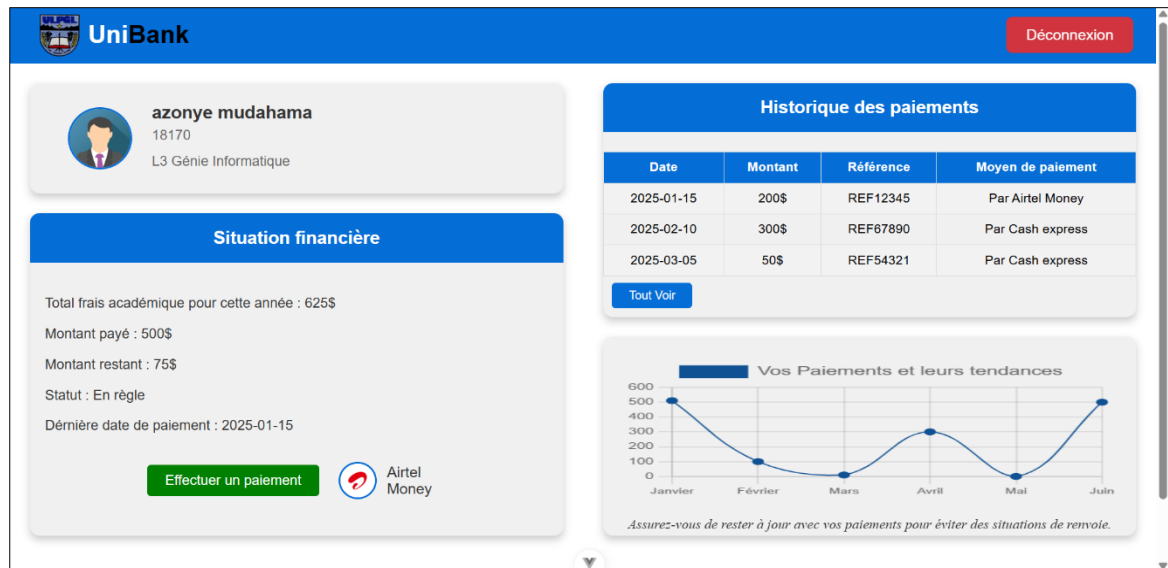 ULPGL
UniBank
Déconnexion
azonye mudahama
18170
L3 Génie Informatique
Situation financière
Total frais académique pour cette année : 625$
Montant payé : 500$
Montant restant : 75$
Statut : En règle
Dérnière date de paiement : 2025-01-15
Effectuer un paiement
Airtel
Money
Historique des paiements
Date Montant Référence Moyen de paiement
2025-01-15 200$ REF12345 Par Airtel Money
2025-02-10 300$ REF67890 Par Cash express
2025-03-05 50$ REF54321 Par Cash express
Tout Voir
Vos Paiements et leurs tendances
600
500
400
300
200
100
0
Janvier Février Mars Avril Mai Juin
Assurez-vous de rester à jour avec vos paiements pour éviter des situations de renvoie.